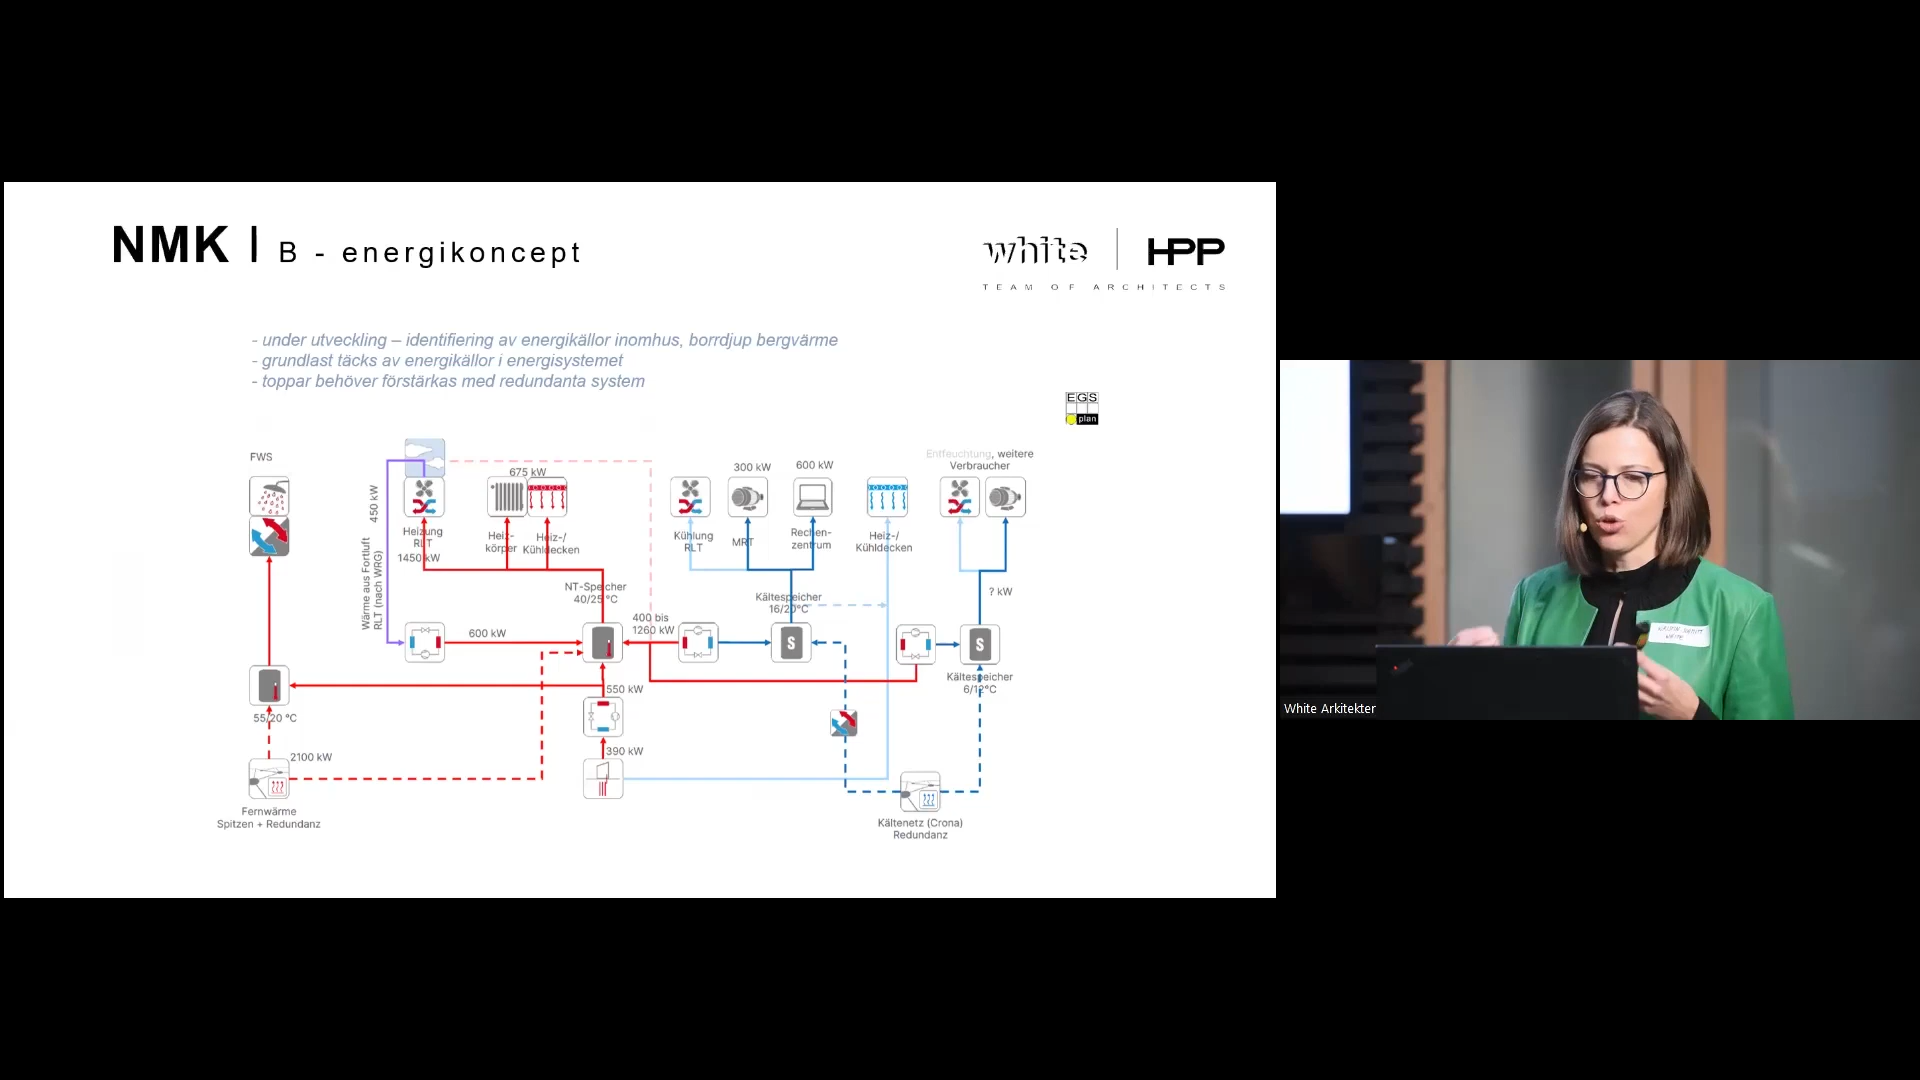 NMK | B - energikoncept
white | HPP
TEAM OF ARCHITECTS
- under utveckling – identifiering av energikällor inomhus, borrdjup bergvärme
- grundlast täcks av energikällor i energisystemet
- toppar behöver förstärkas med redundanta system
EGS
plan
FWS
450 kW
Wärme aus Fortluft
RLT (nach WRG)
Heizung
RLT
1450 kW
675 kW
Heiz-
körper
Heiz-/
Kühldecken
Kühlung
RLT
300 kW
MRT
600 kW
Rechen-
zentrum
Heiz-/
Kühldecken
Entfeuchtung, weitere
Verbraucher
NT-Speicher
40/25 °C
Kältespeicher
16/20°C
? kW
600 kW
400 bis
1260 kW
S
S
Kältespeicher
6/12°C
550 kW
55/20 °C
390 kW
2100 kW
Fernwärme
Spitzen + Redundanz
Kältenetz (Crona)
Redundanz
White Arkitekter